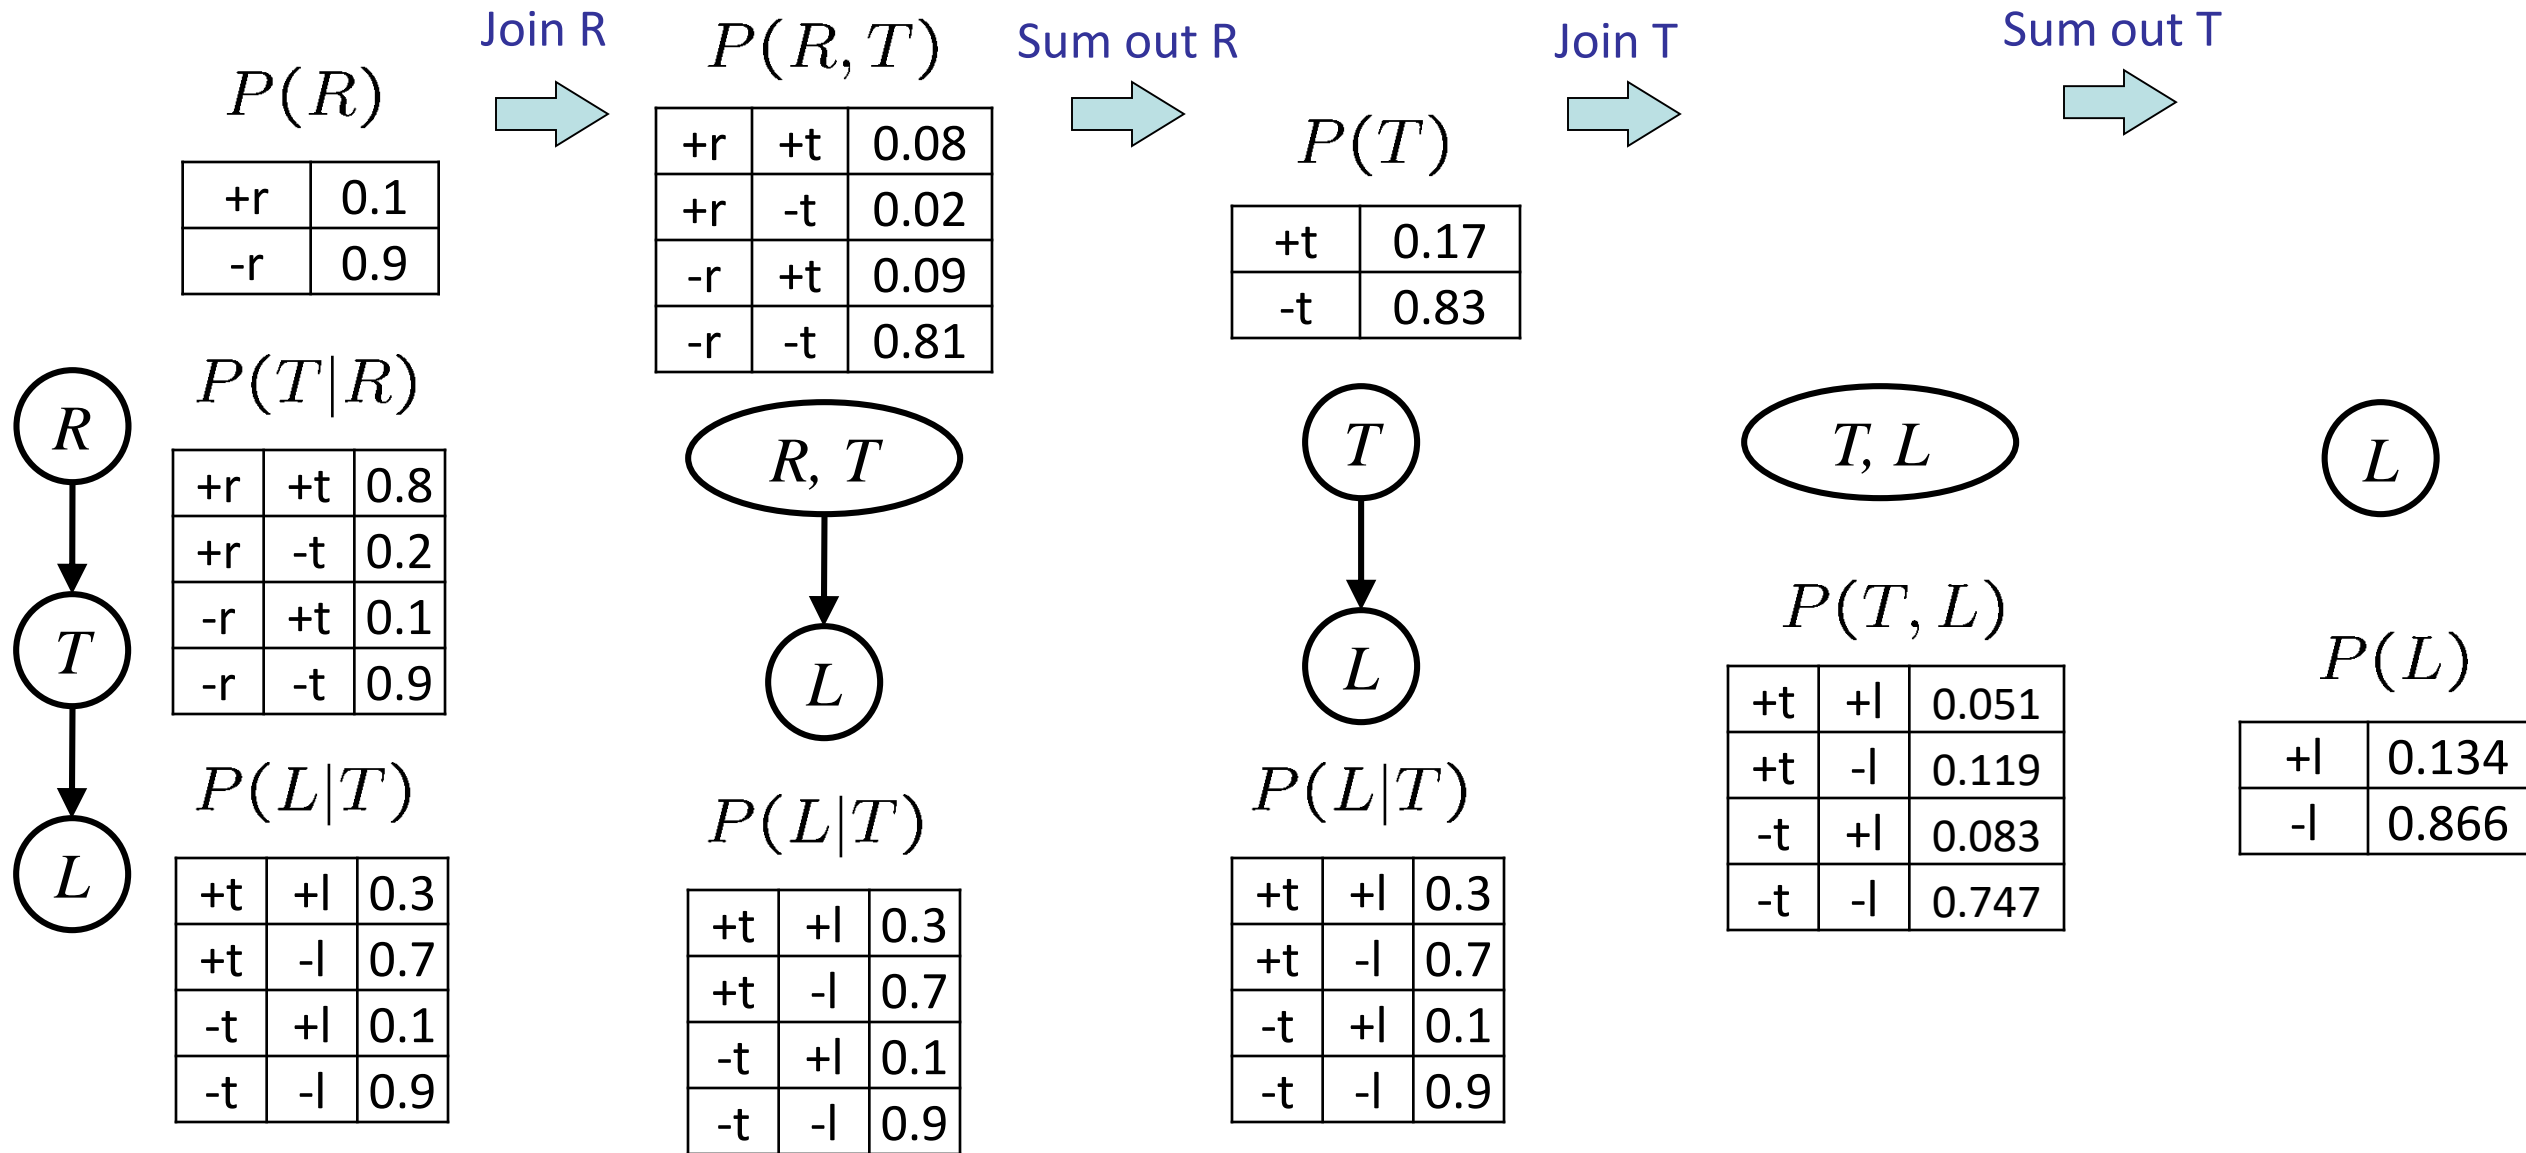 Join R
Sum out R
Join T
Sum out T
P(R)
+r 0.1
-r 0.9
R
T
L
P(T|R)
+r +t 0.8
+r -t 0.2
-r +t 0.1
-r -t 0.9
P(L|T)
+t +l 0.3
+t -l 0.7
-t +l 0.1
-t -l 0.9
P(R, T)
+r +t 0.08
+r -t 0.02
-r +t 0.09
-r -t 0.81
R, T
L
P(L|T)
+t +l 0.3
+t -l 0.7
-t +l 0.1
-t -l 0.9
P(T)
+t 0.17
-t 0.83
T
L
P(L|T)
+t +l 0.3
+t -l 0.7
-t +l 0.1
-t -l 0.9
T, L
P(T, L)
+t +l 0.051
+t -l 0.119
-t +l 0.083
-t -l 0.747
L
P(L)
+l 0.134
-l 0.866